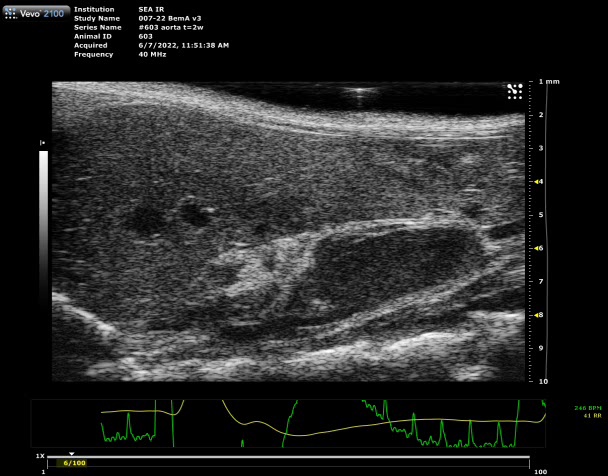 Vevo 2100
Institution SEA IR
Study Name 007-22 BemA v3
Series Name #603 aorta t=2w
Animal ID 603
Acquired 6/7/2022, 11:51:38 AM
Frequency 40 MHz
1 mm
2
3
4
5
6
7
8
9
10
246 BPM
41 RR
1X
6/100
1 100